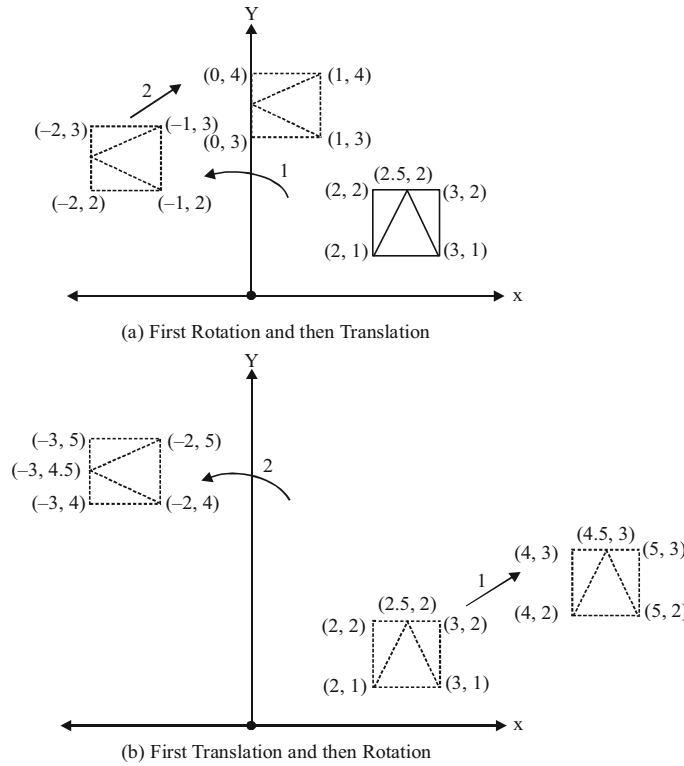 Y
(0, 4) (1, 4)
2
(–2, 3) (–1, 3)
(0, 3) (1, 3)
1
(2.5, 2)
(2, 2) (3, 2)
(–2, 2) (–1, 2)
(2, 1) (3, 1)
x
(a) First Rotation and then Translation
Y
(–3, 5) (–2, 5)
(–3, 4.5) 2
(–3, 4) (–2, 4)
(4.5, 3)
(4, 3) (5, 3)
1
(2.5, 2)
(4, 2) (5, 2)
(2, 2) (3, 2)
(2, 1) (3, 1)
x
(b) First Translation and then Rotation